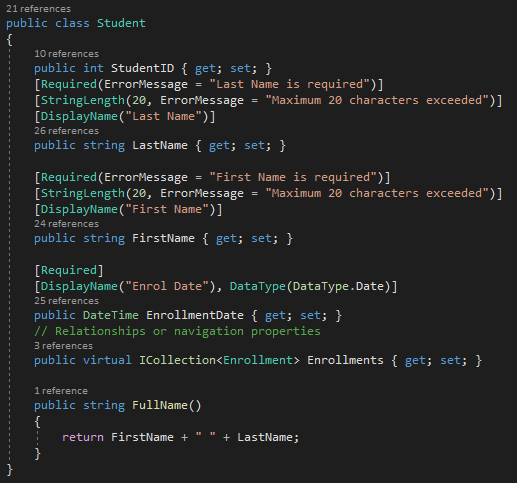 21 references
public class Student
{
10 references
public int StudentID { get; set; }
[Required(ErrorMessage = "Last Name is required")]
[StringLength(20, ErrorMessage = "Maximum 20 characters exceeded")]
[DisplayName("Last Name")]
26 references
public string LastName { get; set; }
[Required(ErrorMessage = "First Name is required")]
[StringLength(20, ErrorMessage = "Maximum 20 characters exceeded")]
[DisplayName("First Name")]
24 references
public string FirstName { get; set; }
[Required]
[DisplayName("Enrol Date"), DataType(DataType.Date)]
25 references
public DateTime EnrollmentDate { get; set; }
// Relationships or navigation properties
3 references
public virtual ICollection<Enrollment> Enrollments { get; set; }
1 reference
public string FullName()
{
return FirstName + " " + LastName;
}
}